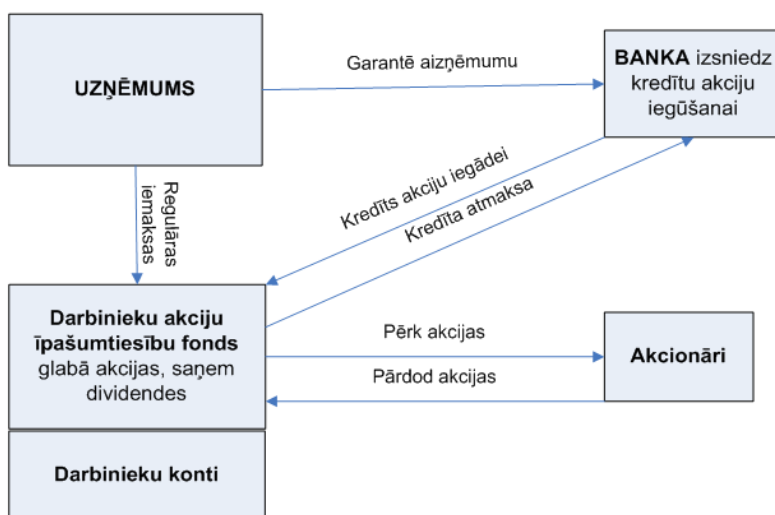 UZŅĒMUMS
Garantē aizņēmumu
BANKA izsniedz
kredītu akciju
iegūšanai
Regulāras
iemaksas
Kredīts akciju iegādei
Kredīta atmaksa
Darbinieku akciju
īpašumtiesību fonds
glabā akcijas, saņem
dividendes
Pērk akcijas
Pārdod akcijas
Akcionāri
Darbinieku konti